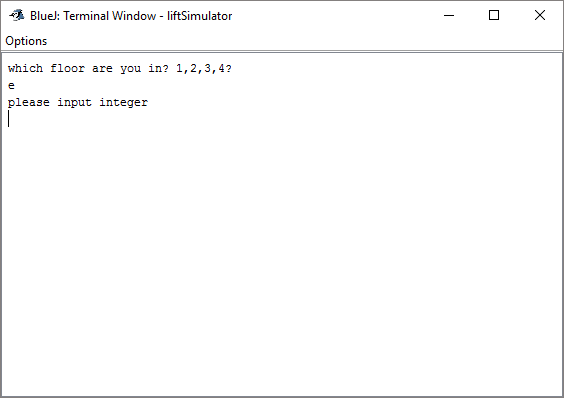 BlueJ: Terminal Window - liftSimulator
Options
which floor are you in? 1,2,3,4?
e
please input integer